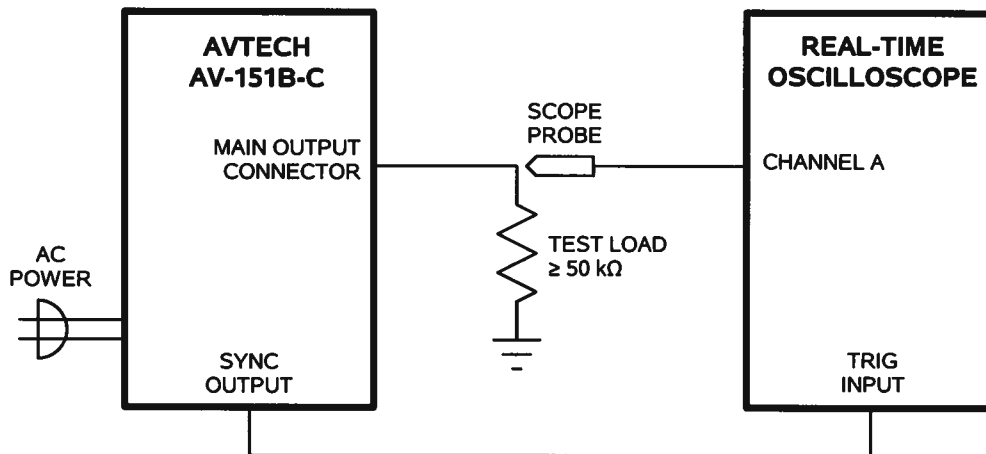 AVTECH
AV-151B-C
MAIN OUTPUT
CONNECTOR
AC
POWER
SYNC
OUTPUT
SCOPE
PROBE
TEST LOAD
≥ 50 kΩ
REAL-TIME
OSCILLOSCOPE
CHANNEL A
TRIG
INPUT